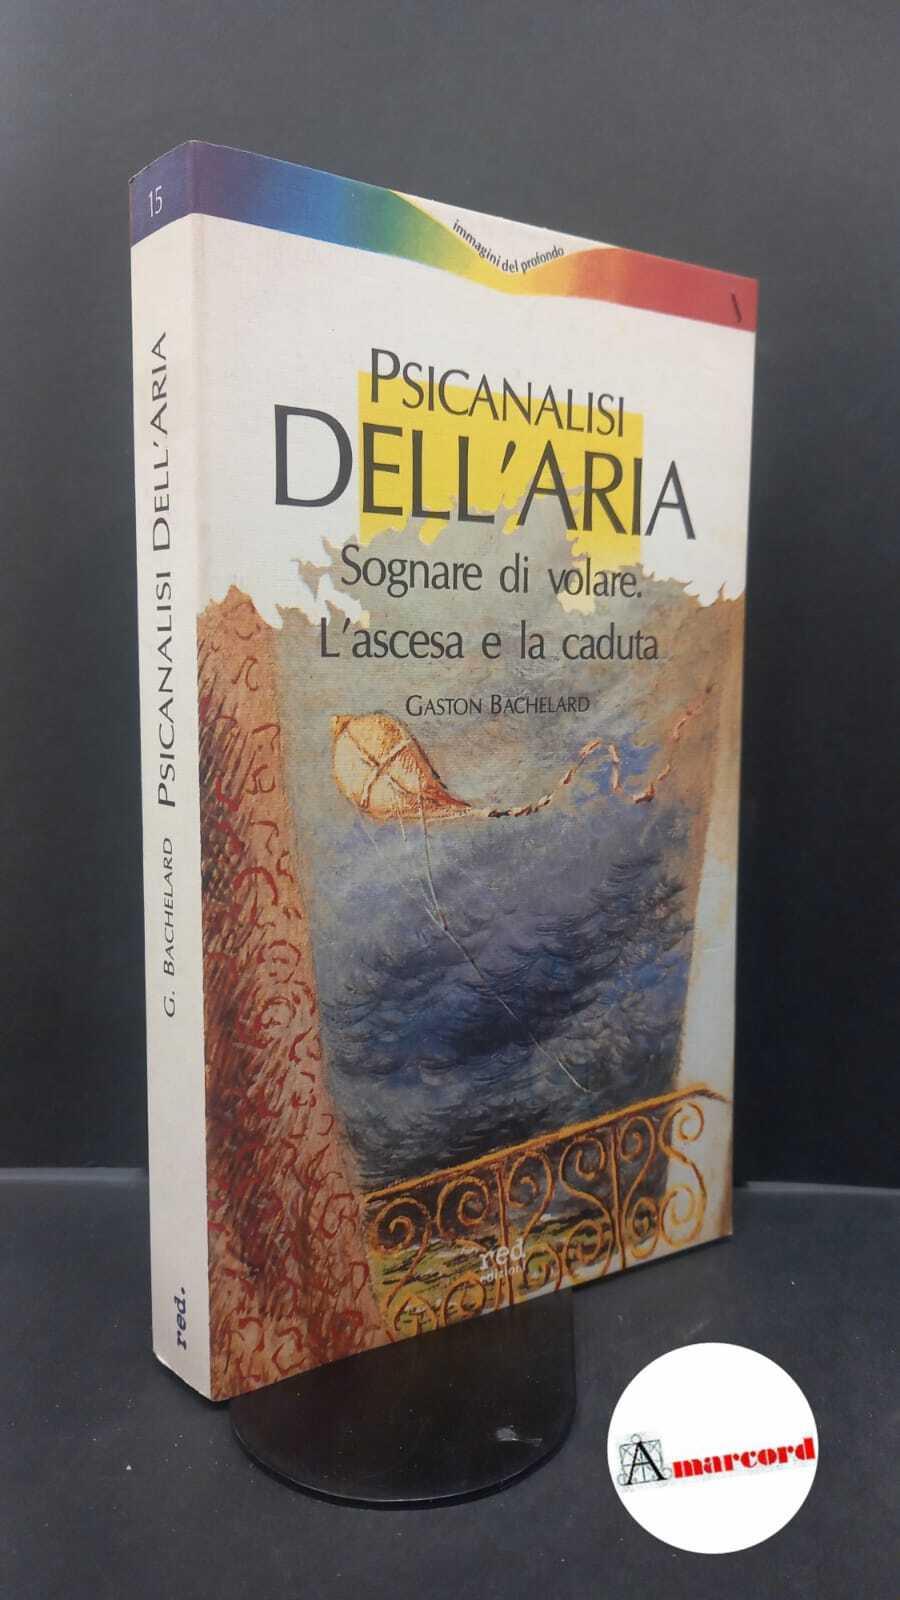 15
immagini del profondo
PSICANALISI
DELL'ARIA
Sognare di volare.
L'ascesa e la caduta
GASTON BACHELARD
G. BACHELARD PSICANALISI DELL'ARIA
red.
red
edizioni
Amarcord